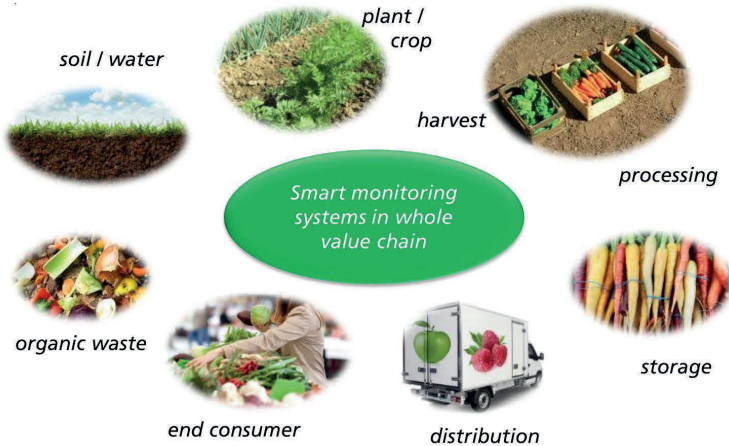 plant /
crop
soil / water
harvest
processing
Smart monitoring
systems in whole
value chain
organic waste
storage
end consumer
distribution